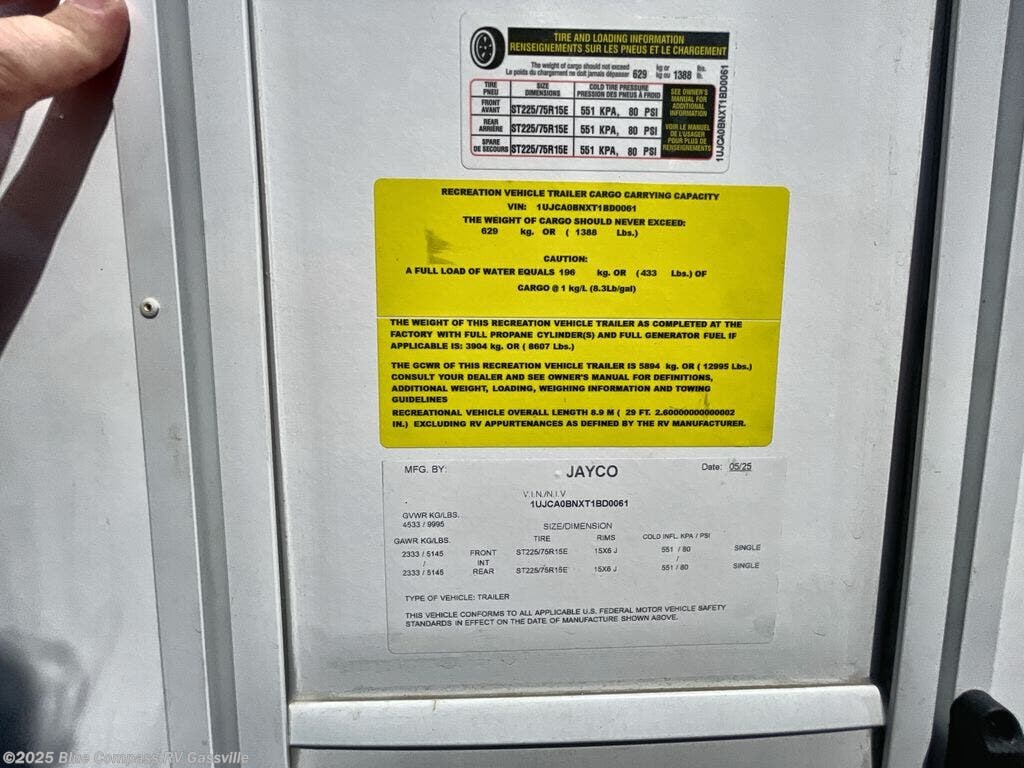 TIRE AND LOADING INFORMATION
RENSEIGNEMENTS SUR LES PNEUS ET LE CHARGEMENT
The weight of cargo should not exceed 629 kg or 1388 lbs.
Le poids du chargement ne doit jamais dépasser kg ou lb.
TIRE PNEU SIZE DIMENSIONS COLD TIRE PRESSURE PRESSION DES PNEUS À FROID
FRONT AVANT ST225/75R15E 551 KPA, 80 PSI
REAR ARRIÈRE ST225/75R15E 551 KPA, 80 PSI
SPARE DE SECOURS ST225/75R15E 551 KPA, 80 PSI
SEE OWNER'S
MANUAL FOR
ADDITIONAL
INFORMATION
VOIR LE MANUEL
DE L'USAGER
POUR PLUS DE
RENSEIGNEMENTS
1UJCA0BNXT1BD0061
RECREATION VEHICLE TRAILER CARGO CARRYING CAPACITY
VIN: 1UJCA0BNXT1BD0061
THE WEIGHT OF CARGO SHOULD NEVER EXCEED:
629 kg. OR ( 1388 Lbs.)
CAUTION:
A FULL LOAD OF WATER EQUALS 196 kg. OR (433 Lbs.) OF
CARGO @ 1 kg/L (8.3Lb/gal)
THE WEIGHT OF THIS RECREATION VEHICLE TRAILER AS COMPLETED AT THE
FACTORY WITH FULL PROPANE CYLINDER(S) AND FULL GENERATOR FUEL IF
APPLICABLE IS: 3904 kg. OR ( 8607 Lbs.)
THE GCWR OF THIS RECREATION VEHICLE TRAILER IS 5894 kg. OR ( 12995 Lbs.)
CONSULT YOUR DEALER AND SEE OWNER'S MANUAL FOR DEFINITIONS,
ADDITIONAL WEIGHT, LOADING, WEIGHING INFORMATION AND TOWING
GUIDELINES
RECREATIONAL VEHICLE OVERALL LENGTH 8.9 M ( 29 FT. 2.60000000000002
IN.) EXCLUDING RV APPURTENANCES AS DEFINED BY THE RV MANUFACTURER.
MFG. BY: JAYCO Date: 05/25
V.I.N./N.I.V
1UJCA0BNXT1BD0061
GVWR KG/LBS.
4533 / 9995
SIZE/DIMENSION
GAWR KG/LBS. TIRE RIMS COLD INFL. KPA / PSI
2333 / 5145 FRONT ST225/75R15E 15X6 J 551 / 80 SINGLE
/ INT /
2333 / 5145 REAR ST225/75R15E 15X6 J 551 / 80 SINGLE
TYPE OF VEHICLE: TRAILER
THIS VEHICLE CONFORMS TO ALL APPLICABLE U.S. FEDERAL MOTOR VEHICLE SAFETY
STANDARDS IN EFFECT ON THE DATE OF MANUFACTURE SHOWN ABOVE.
©2025 Blue Compass RV Gassville